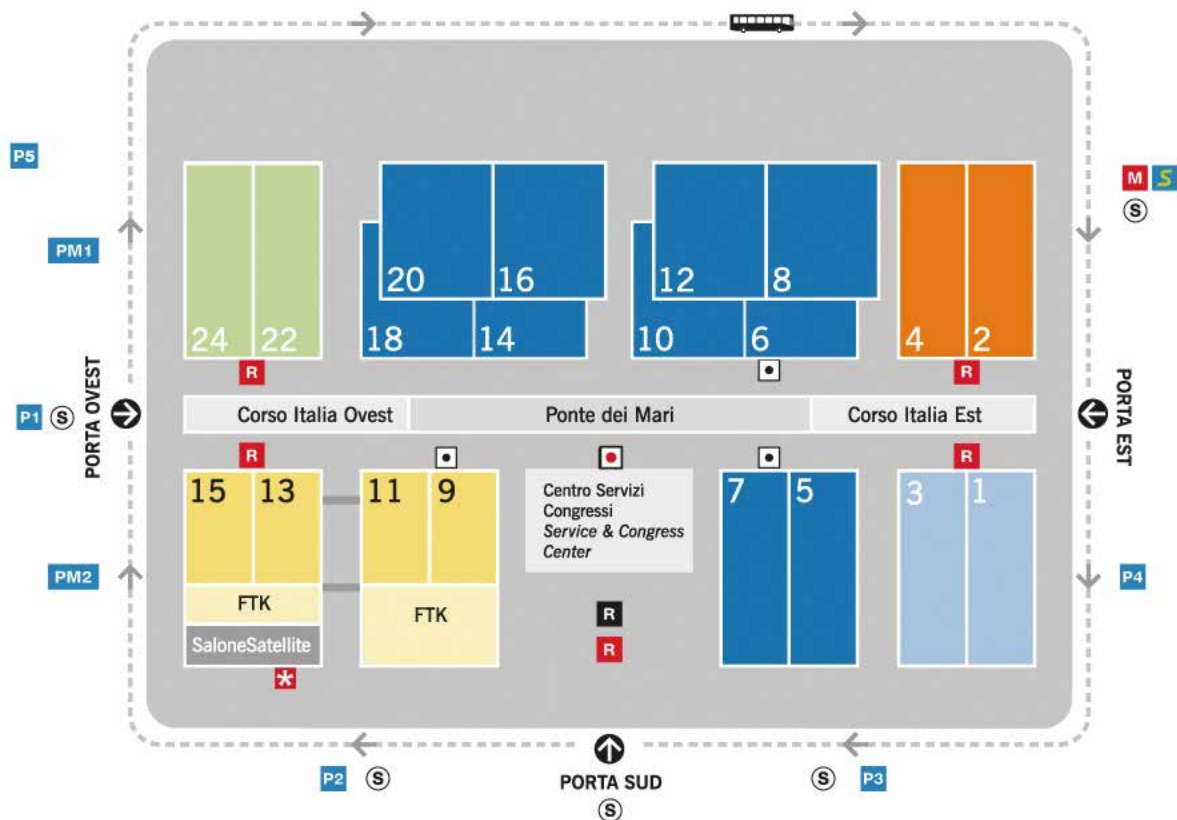 P5
M S
S
PM1
20 16
12 8
24 22
18 14
10 6
4 2
R
R
PORTA OVEST
P1 S
Corso Italia Ovest
Ponte dei Mari
Corso Italia Est
PORTA EST
R
R
15 13
11 9
Centro Servizi
Congressi
Service & Congress
Center
7 5
3 1
PM2
P4
FTK
FTK
SaloneSatellite
*
R
R
P2 S
PORTA SUD
S
S P3